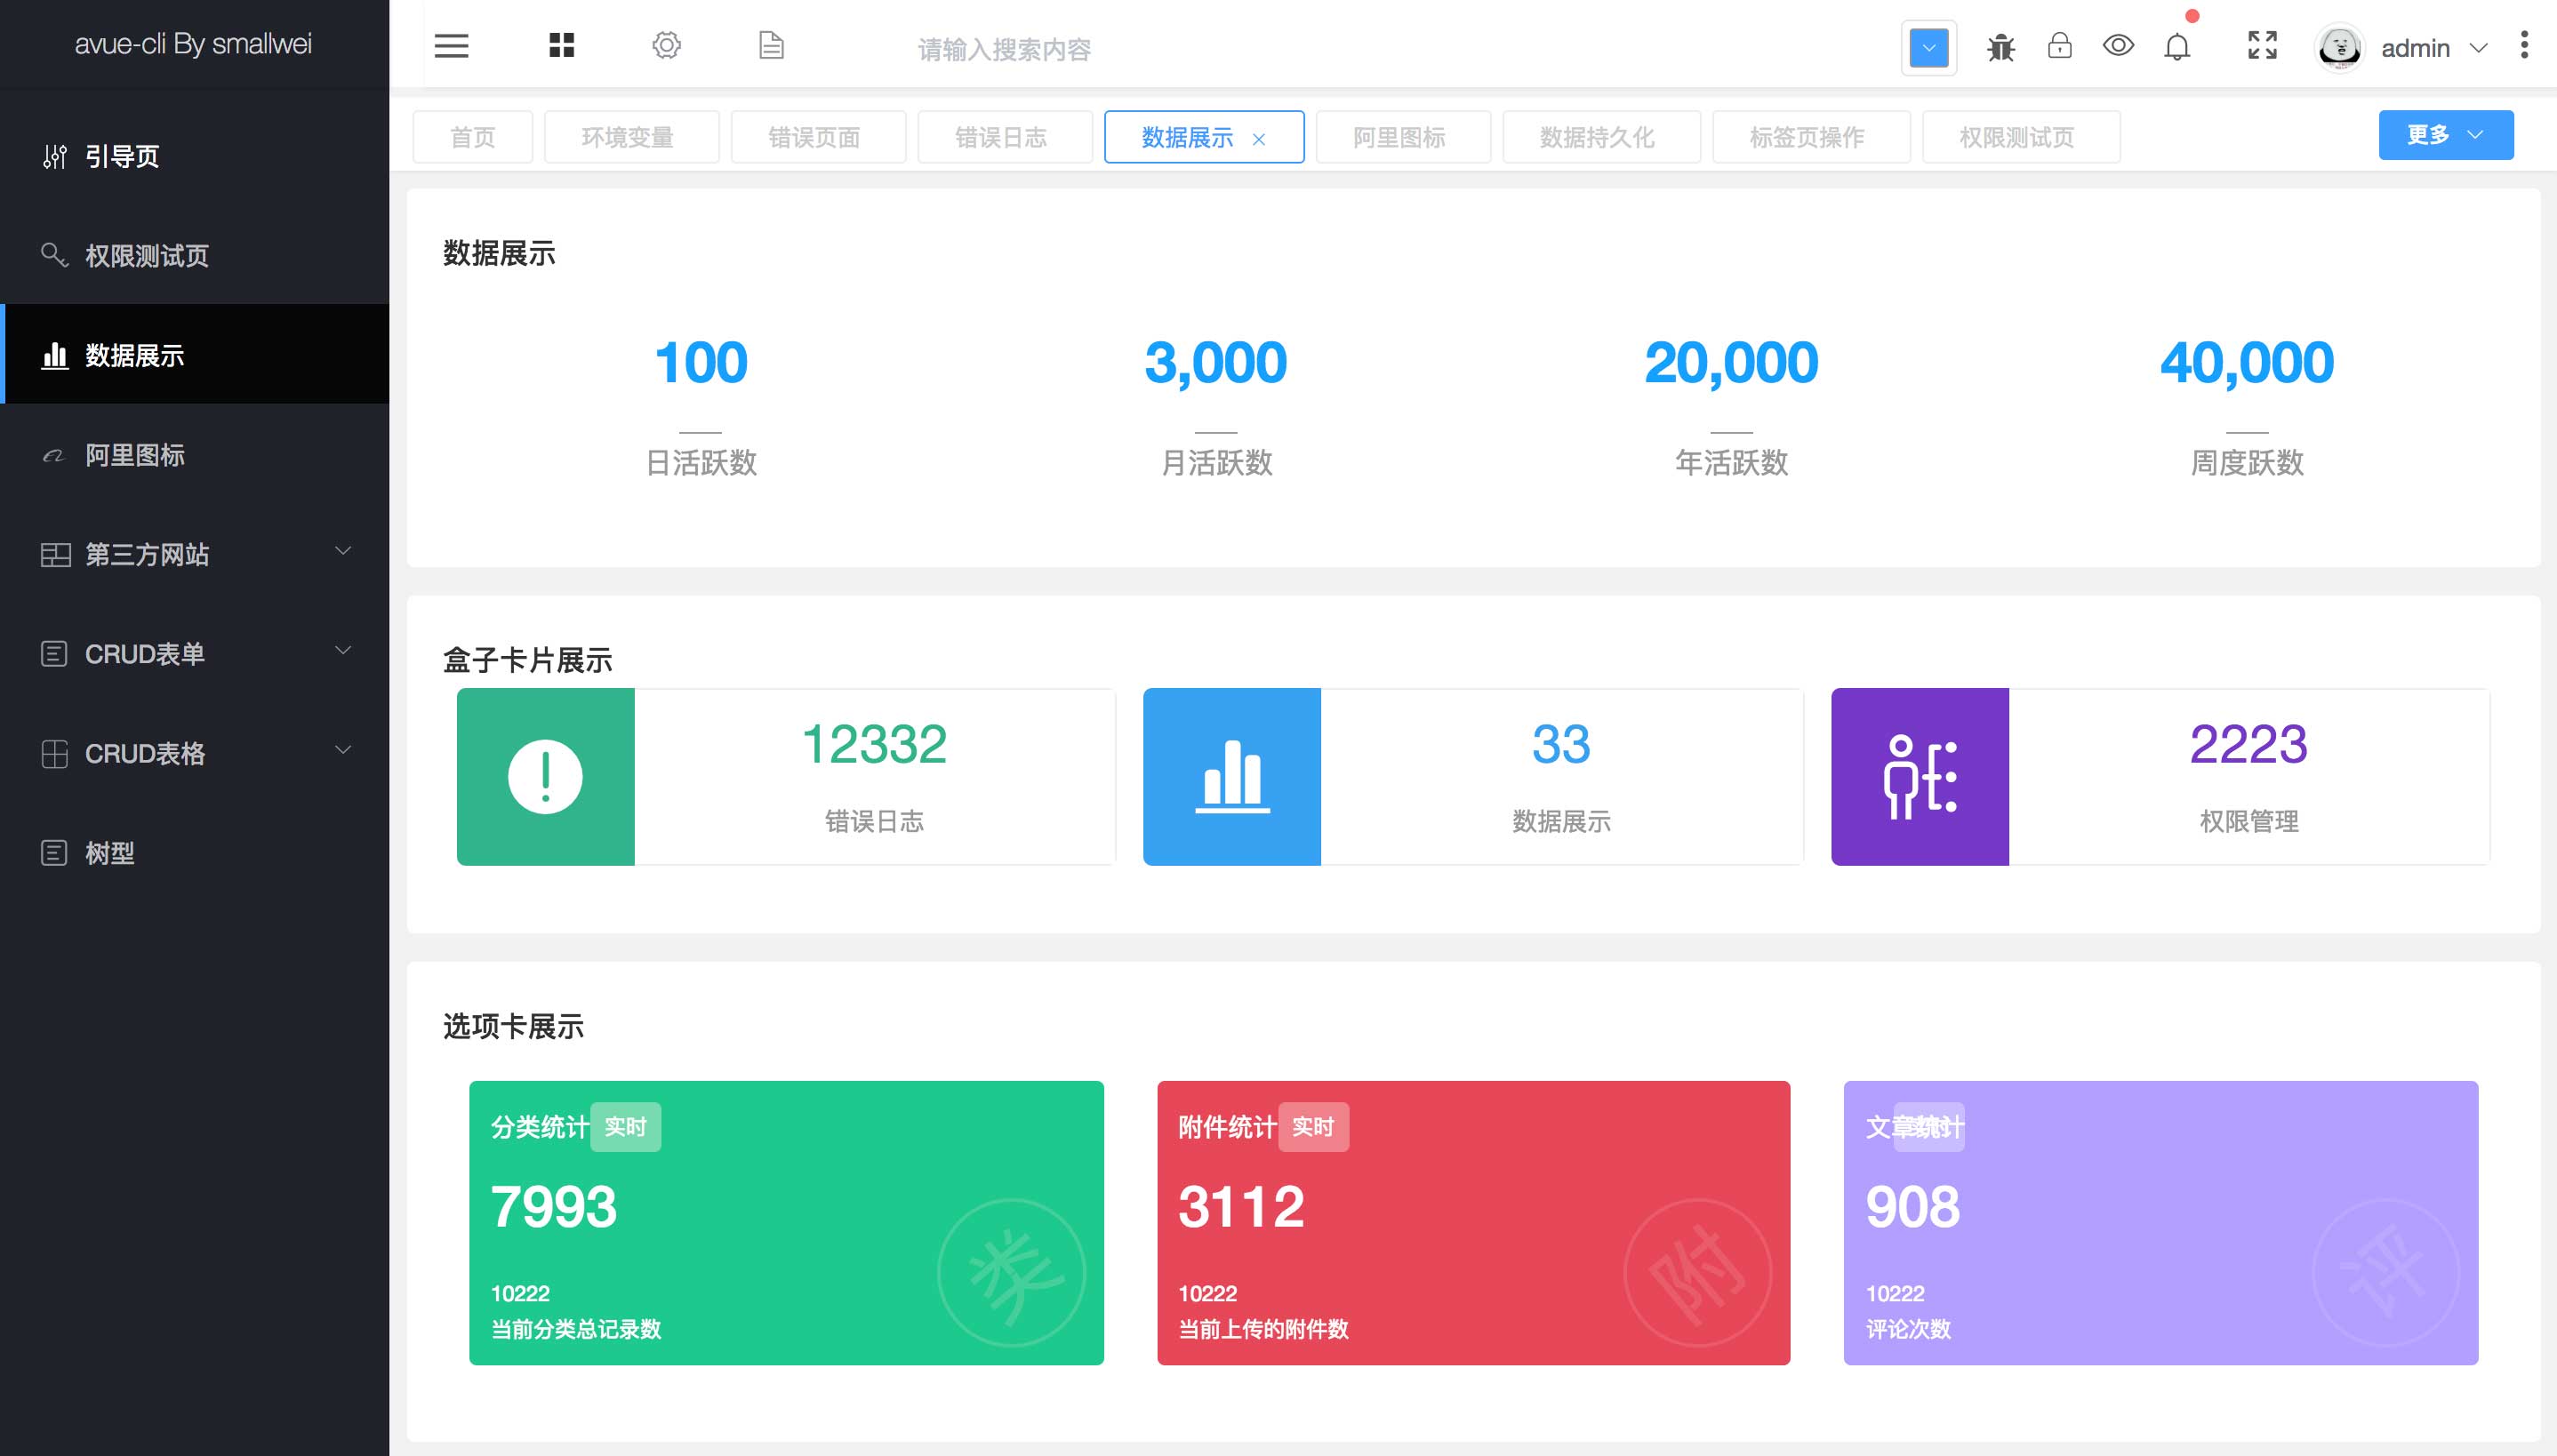 avue-cli By smallwei
请输入搜索内容
admin
首页
环境变量
错误页面
错误日志
数据展示
阿里图标
数据持久化
标签页操作
权限测试页
更多
引导页
权限测试页
数据展示
阿里图标
第三方网站
CRUD表单
CRUD表格
树型
数据展示
100
3,000
20,000
40,000
日活跃数
月活跃数
年活跃数
周度跃数
盒子卡片展示
12332
错误日志
33
数据展示
2223
权限管理
选项卡展示
分类统计 实时
7993
10222
当前分类总记录数
类
附件统计 实时
3112
10222
当前上传的附件数
附
文章统计
908
10222
评论次数
评